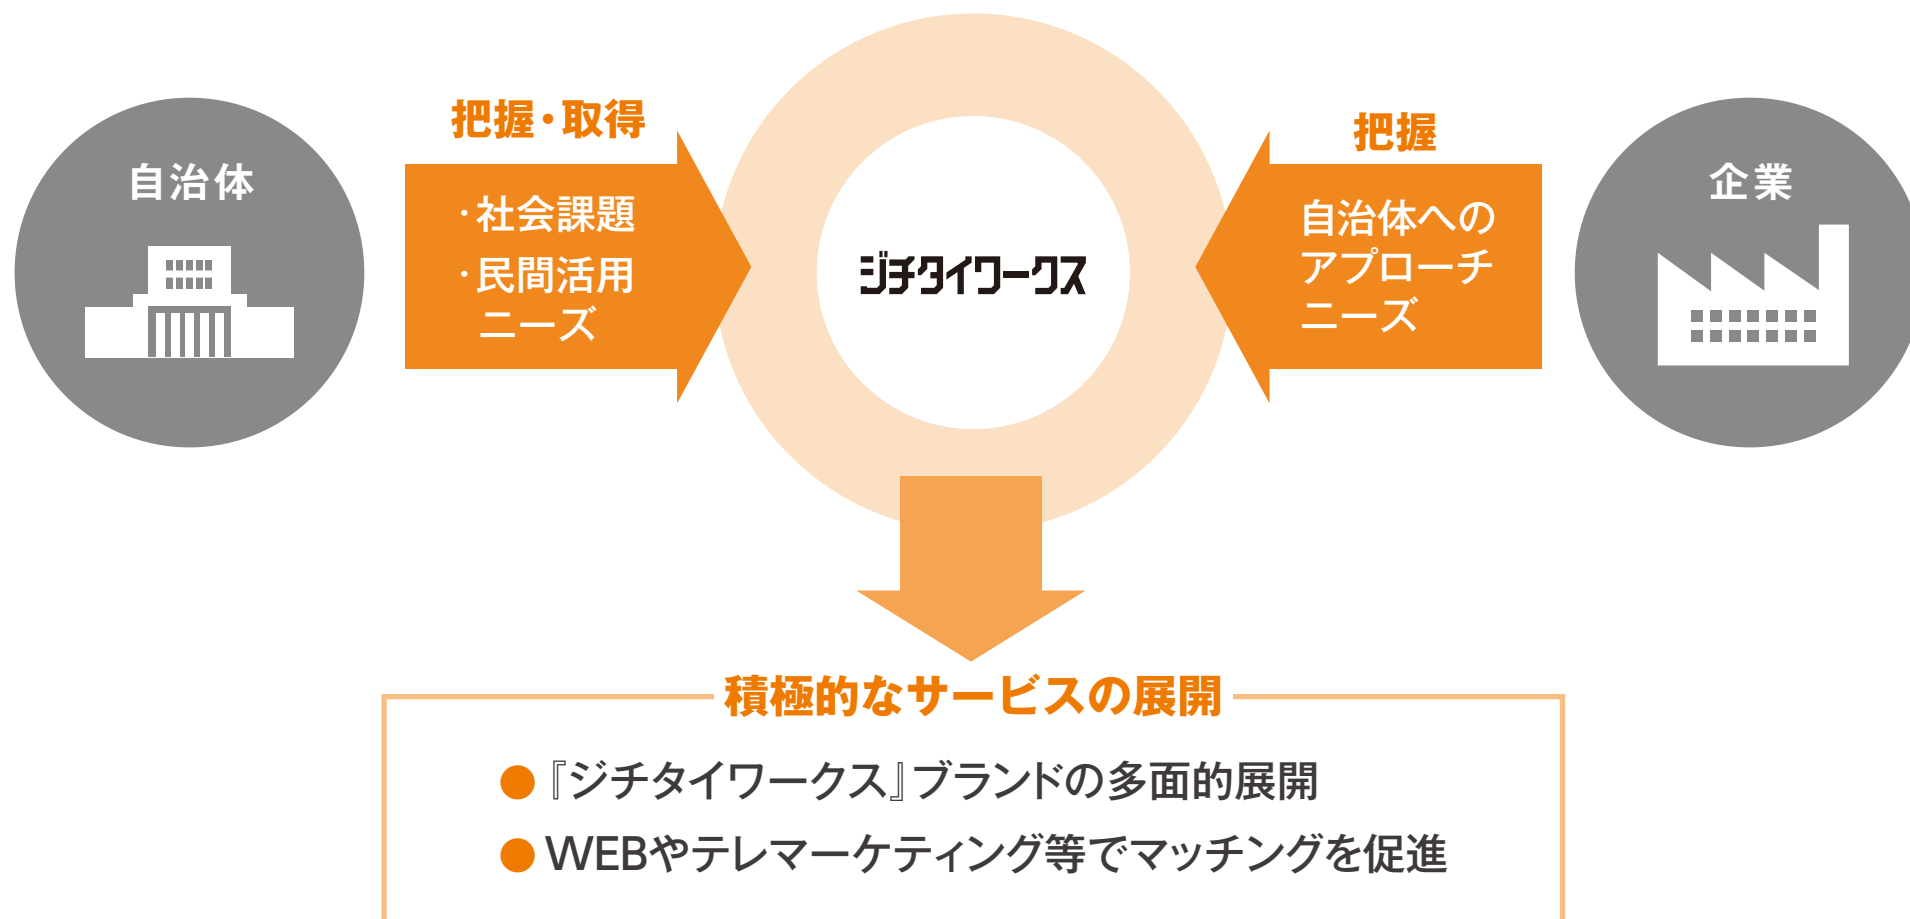 自治体
把握・取得
・社会課題
・民間活用
ニーズ
ジチタイワークス
把握
自治体への
アプローチ
ニーズ
企業
積極的なサービスの展開
●『ジチタイワークス』ブランドの多面的展開
●WEBやテレマーケティング等でマッチングを促進